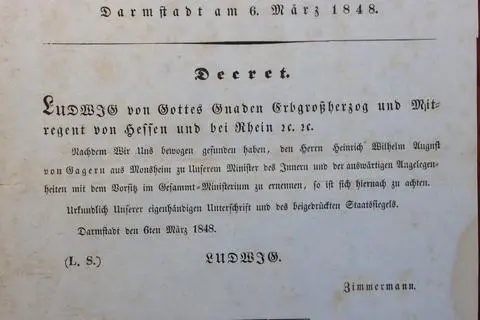 Darmstadt am 6. März 1848.
Decret.
LUDWIG von Gottes Gnaden Erbgroßherzog und Mit-
regent von Hessen und bei Rhein ꝛc. ꝛc.
Nachdem Wir Uns bewogen gefunden haben, den Herrn Heinrich Wilhelm August
von Gagern aus Monsheim zu Unserem Minister des Innern und der auswärtigen Angelegen-
heiten mit dem Vorsitz im Gesammt-Ministerium zu ernennen, so ist sich hiernach zu achten.
Urkundlich Unserer eigenhändigen Unterschrift und des beigedrückten Staatssiegels.
Darmstadt den 6ten März 1848.
(L. S.) LUDWIG.
Zimmermann.